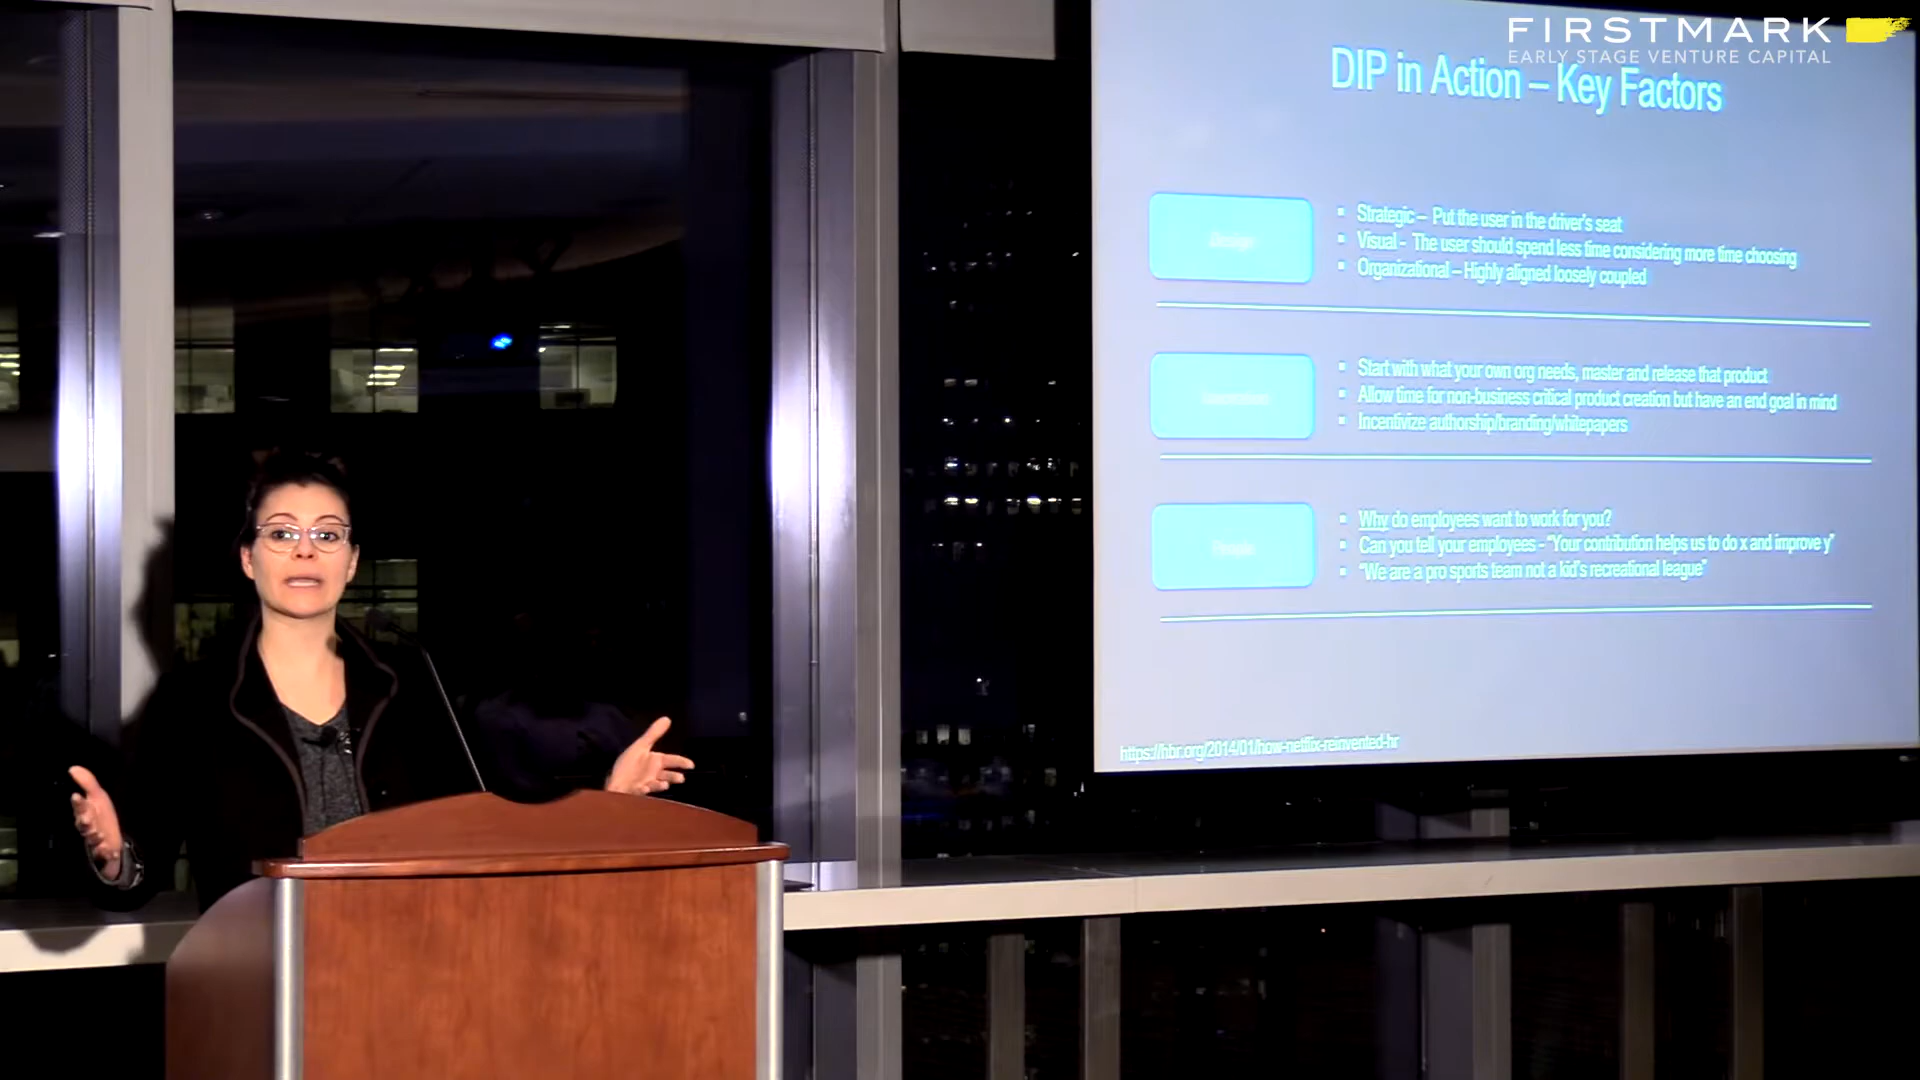 FIRSTMARK
EARLY STAGE VENTURE CAPITAL
DIP in Action – Key Factors
Design
Strategic – Put the user in the driver's seat
Visual - The user should spend less time considering more time choosing
Organizational – Highly aligned loosely coupled
Start with what your own org needs, master and release that product
Allow time for non-business critical product creation but have an end goal in mind
Incentivize authorship/branding/whitepapers
People
Why do employees want to work for you?
Can you tell your employees - "Your contribution helps us to do x and improve y"
"We are a pro sports team not a kid's recreational league"
https://hbr.org/2014/01/how-netflix-reinvented-hr